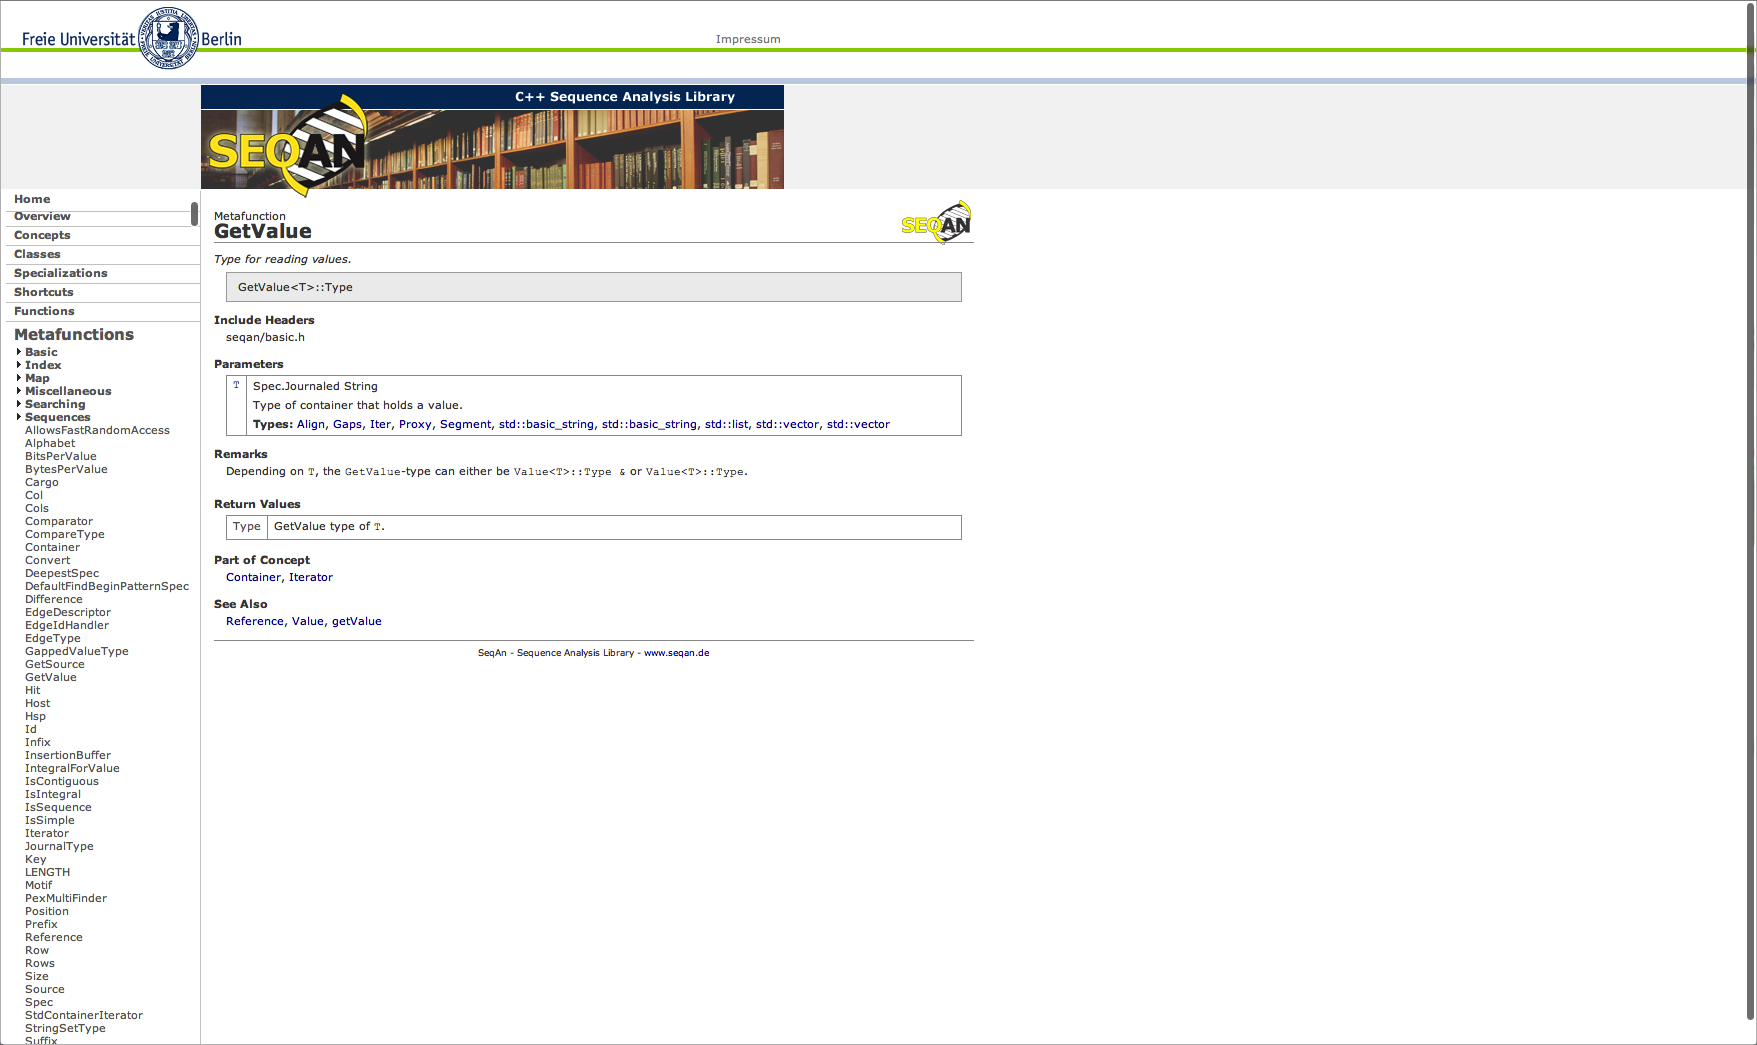 Freie Universität Berlin
Impressum
C++ Sequence Analysis Library
SEQAN
Home
Overview
Concepts
Classes
Specializations
Shortcuts
Functions
Metafunctions
Basic
Index
Map
Miscellaneous
Searching
Sequences
AllowsFastRandomAccess
Alphabet
BitsPerValue
BytesPerValue
Cargo
Col
Cols
Comparator
CompareType
Container
Convert
DeepestSpec
DefaultFindBeginPatternSpec
Difference
EdgeDescriptor
EdgeIdHandler
EdgeType
GappedValueType
GetSource
GetValue
Hit
Host
Hsp
Id
Infix
InsertionBuffer
IntegralForValue
IsContiguous
IsIntegral
IsSequence
IsSimple
Iterator
JournalType
Key
LENGTH
Motif
PexMultiFinder
Position
Prefix
Reference
Row
Rows
Size
Source
Spec
StdContainerIterator
StringSetType
Suffix
Metafunction
GetValue
SEQAN
Type for reading values.
GetValue<T>::Type
Include Headers
seqan/basic.h
Parameters
T Spec.Journaled String
Type of container that holds a value.
Types: Align, Gaps, Iter, Proxy, Segment, std::basic_string, std::basic_string, std::list, std::vector, std::vector
Remarks
Depending on T, the GetValue-type can either be Value<T>::Type & or Value<T>::Type.
Return Values
Type GetValue type of T.
Part of Concept
Container, Iterator
See Also
Reference, Value, getValue
SeqAn - Sequence Analysis Library - www.seqan.de